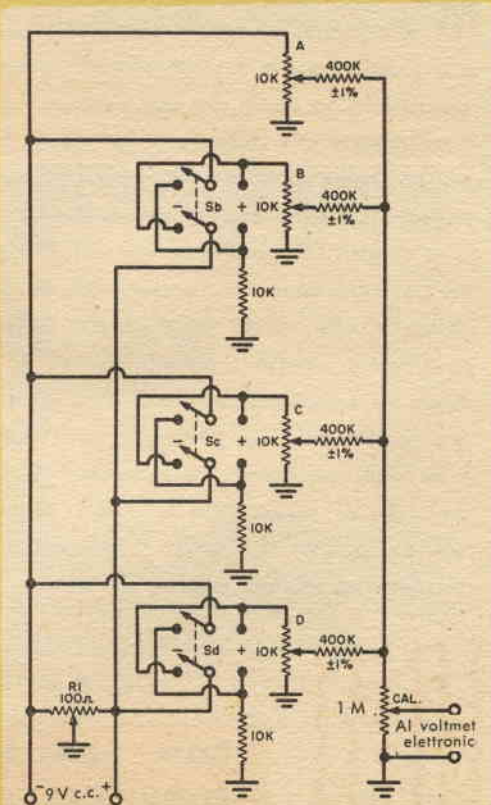 A
400K
10K
±1%
B
400K
- Sb + 10K
±1%
10K
C
400K
- Sc + 10K
±1%
10K
D
400K
- Sd + 10K
±1%
R1
100Ω
CAL.
1 M
Al voltmet
elettronic
10K
- 9V c.c. +